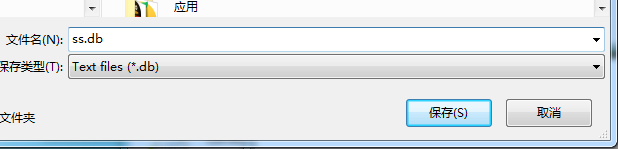 应用
文件名(N): ss.db
保存类型(T): Text files (*.db)
文件夹
保存(S) 取消